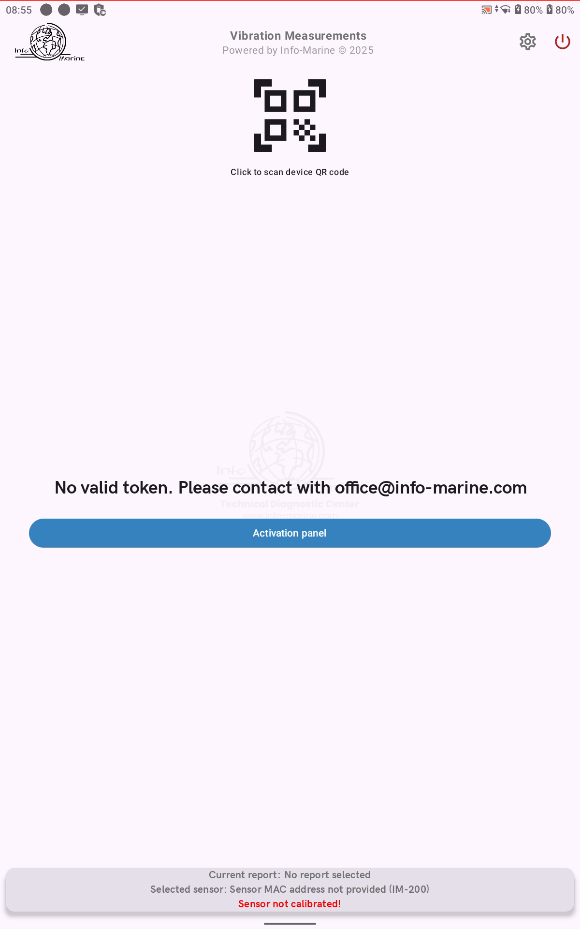 08:55
80% 80%
Info Marine
Vibration Measurements
Powered by Info-Marine © 2025
Click to scan device QR code
Info
No valid token. Please contact with office@info-marine.com
Technical Diagnostic Center
Activation panel
Current report: No report selected
Selected sensor: Sensor MAC address not provided (IM-200)
Sensor not calibrated!